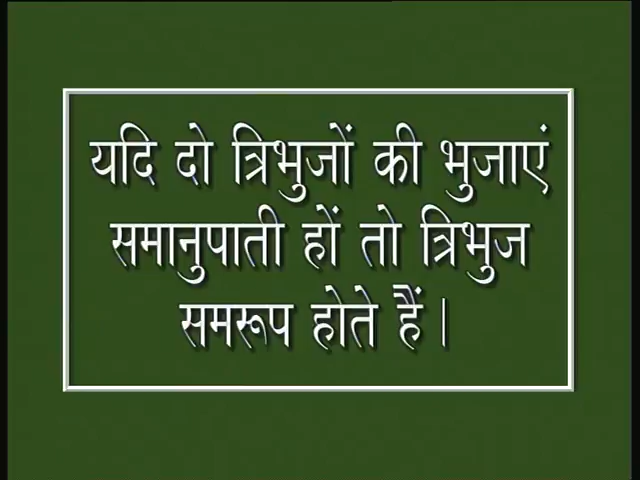 यदि दो त्रिभुजों की भुजाएं
समानुपाती हों तो त्रिभुज
समरूप होते हैं।